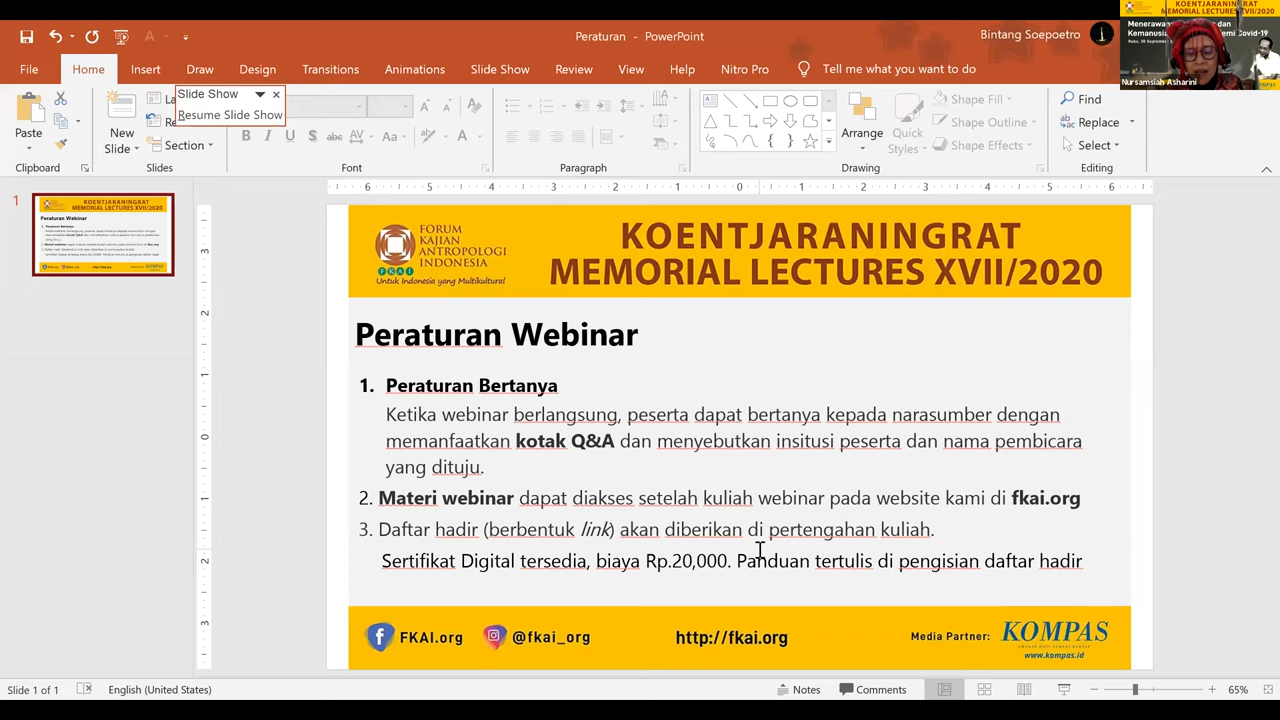 Peraturan – PowerPoint
Bintang Soepoetro
File Home Insert Draw Design Transitions Animations Slide Show Review View Help Nitro Pro Tell me what you want to do
Slide Show
Resume Slide Show
Paste
New Slide
Section
Arrange
Quick Styles
Shape Fill
Shape Outline
Shape Effects
Find
Replace
Select
Clipboard Slides Font Paragraph Drawing Editing
KOENTJARANINGRAT
MEMORIAL LECTURES XVII/2020
Nursamsiah Asharini
1
FORUM
KAJIAN
ANTROPOLOGI
INDONESIA
FKAI
Untuk Indonesia yang Multikultural
KOENTJARANINGRAT
MEMORIAL LECTURES XVII/2020
Peraturan Webinar
1. Peraturan Bertanya
Ketika webinar berlangsung, peserta dapat bertanya kepada narasumber dengan
memanfaatkan kotak Q&A dan menyebutkan insitusi peserta dan nama pembicara
yang dituju.
2. Materi webinar dapat diakses setelah kuliah webinar pada website kami di fkai.org
3. Daftar hadir (berbentuk link) akan diberikan di pertengahan kuliah.
Sertifikat Digital tersedia, biaya Rp.20,000. Panduan tertulis di pengisian daftar hadir
FKAI.org @fkai_org http://fkai.org Media Partner: KOMPAS
www.kompas.id
Slide 1 of 1 English (United States) Notes Comments 65%